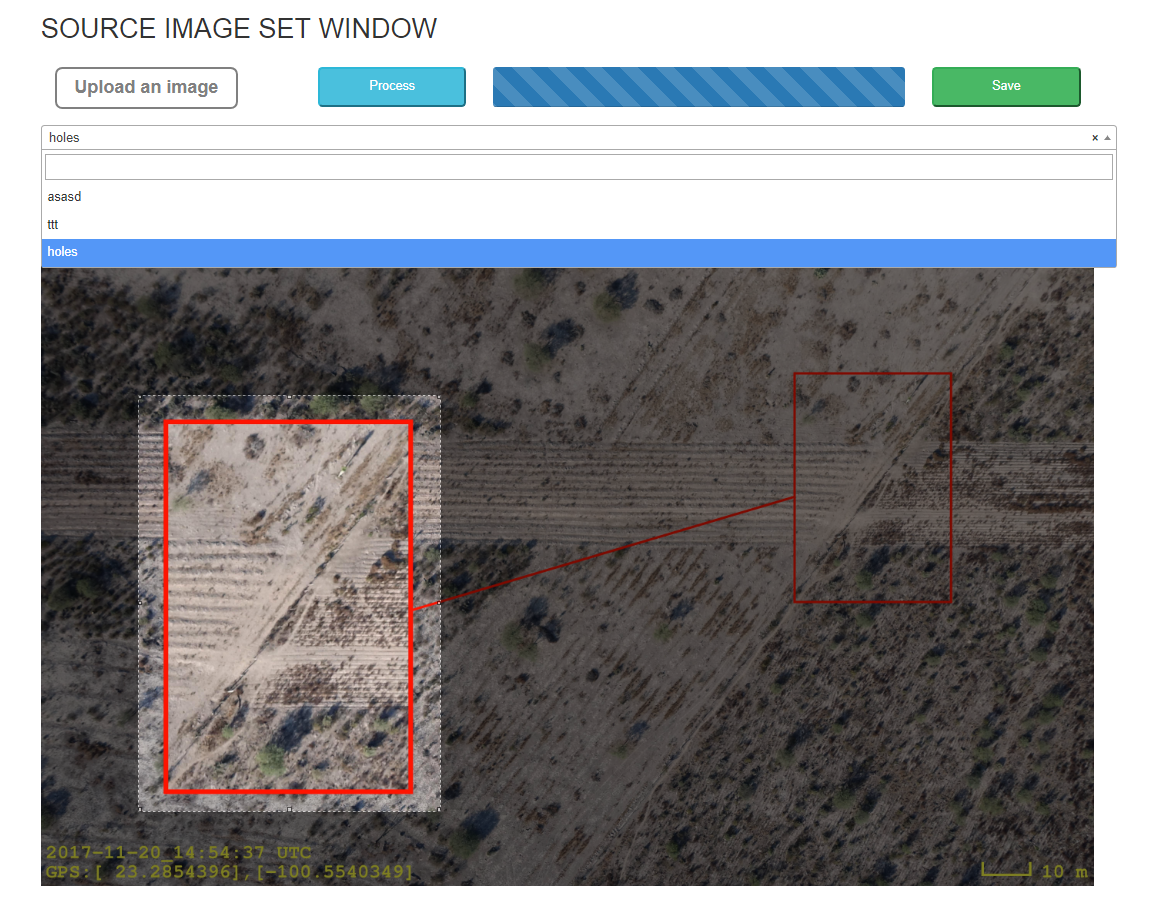 SOURCE IMAGE SET WINDOW
Upload an image
Process
Save
holes
×
asasd
ttt
holes
2017-11-20_14:54:37 UTC
GPS:[ 23.2854396],[-100.5540349]
10 m